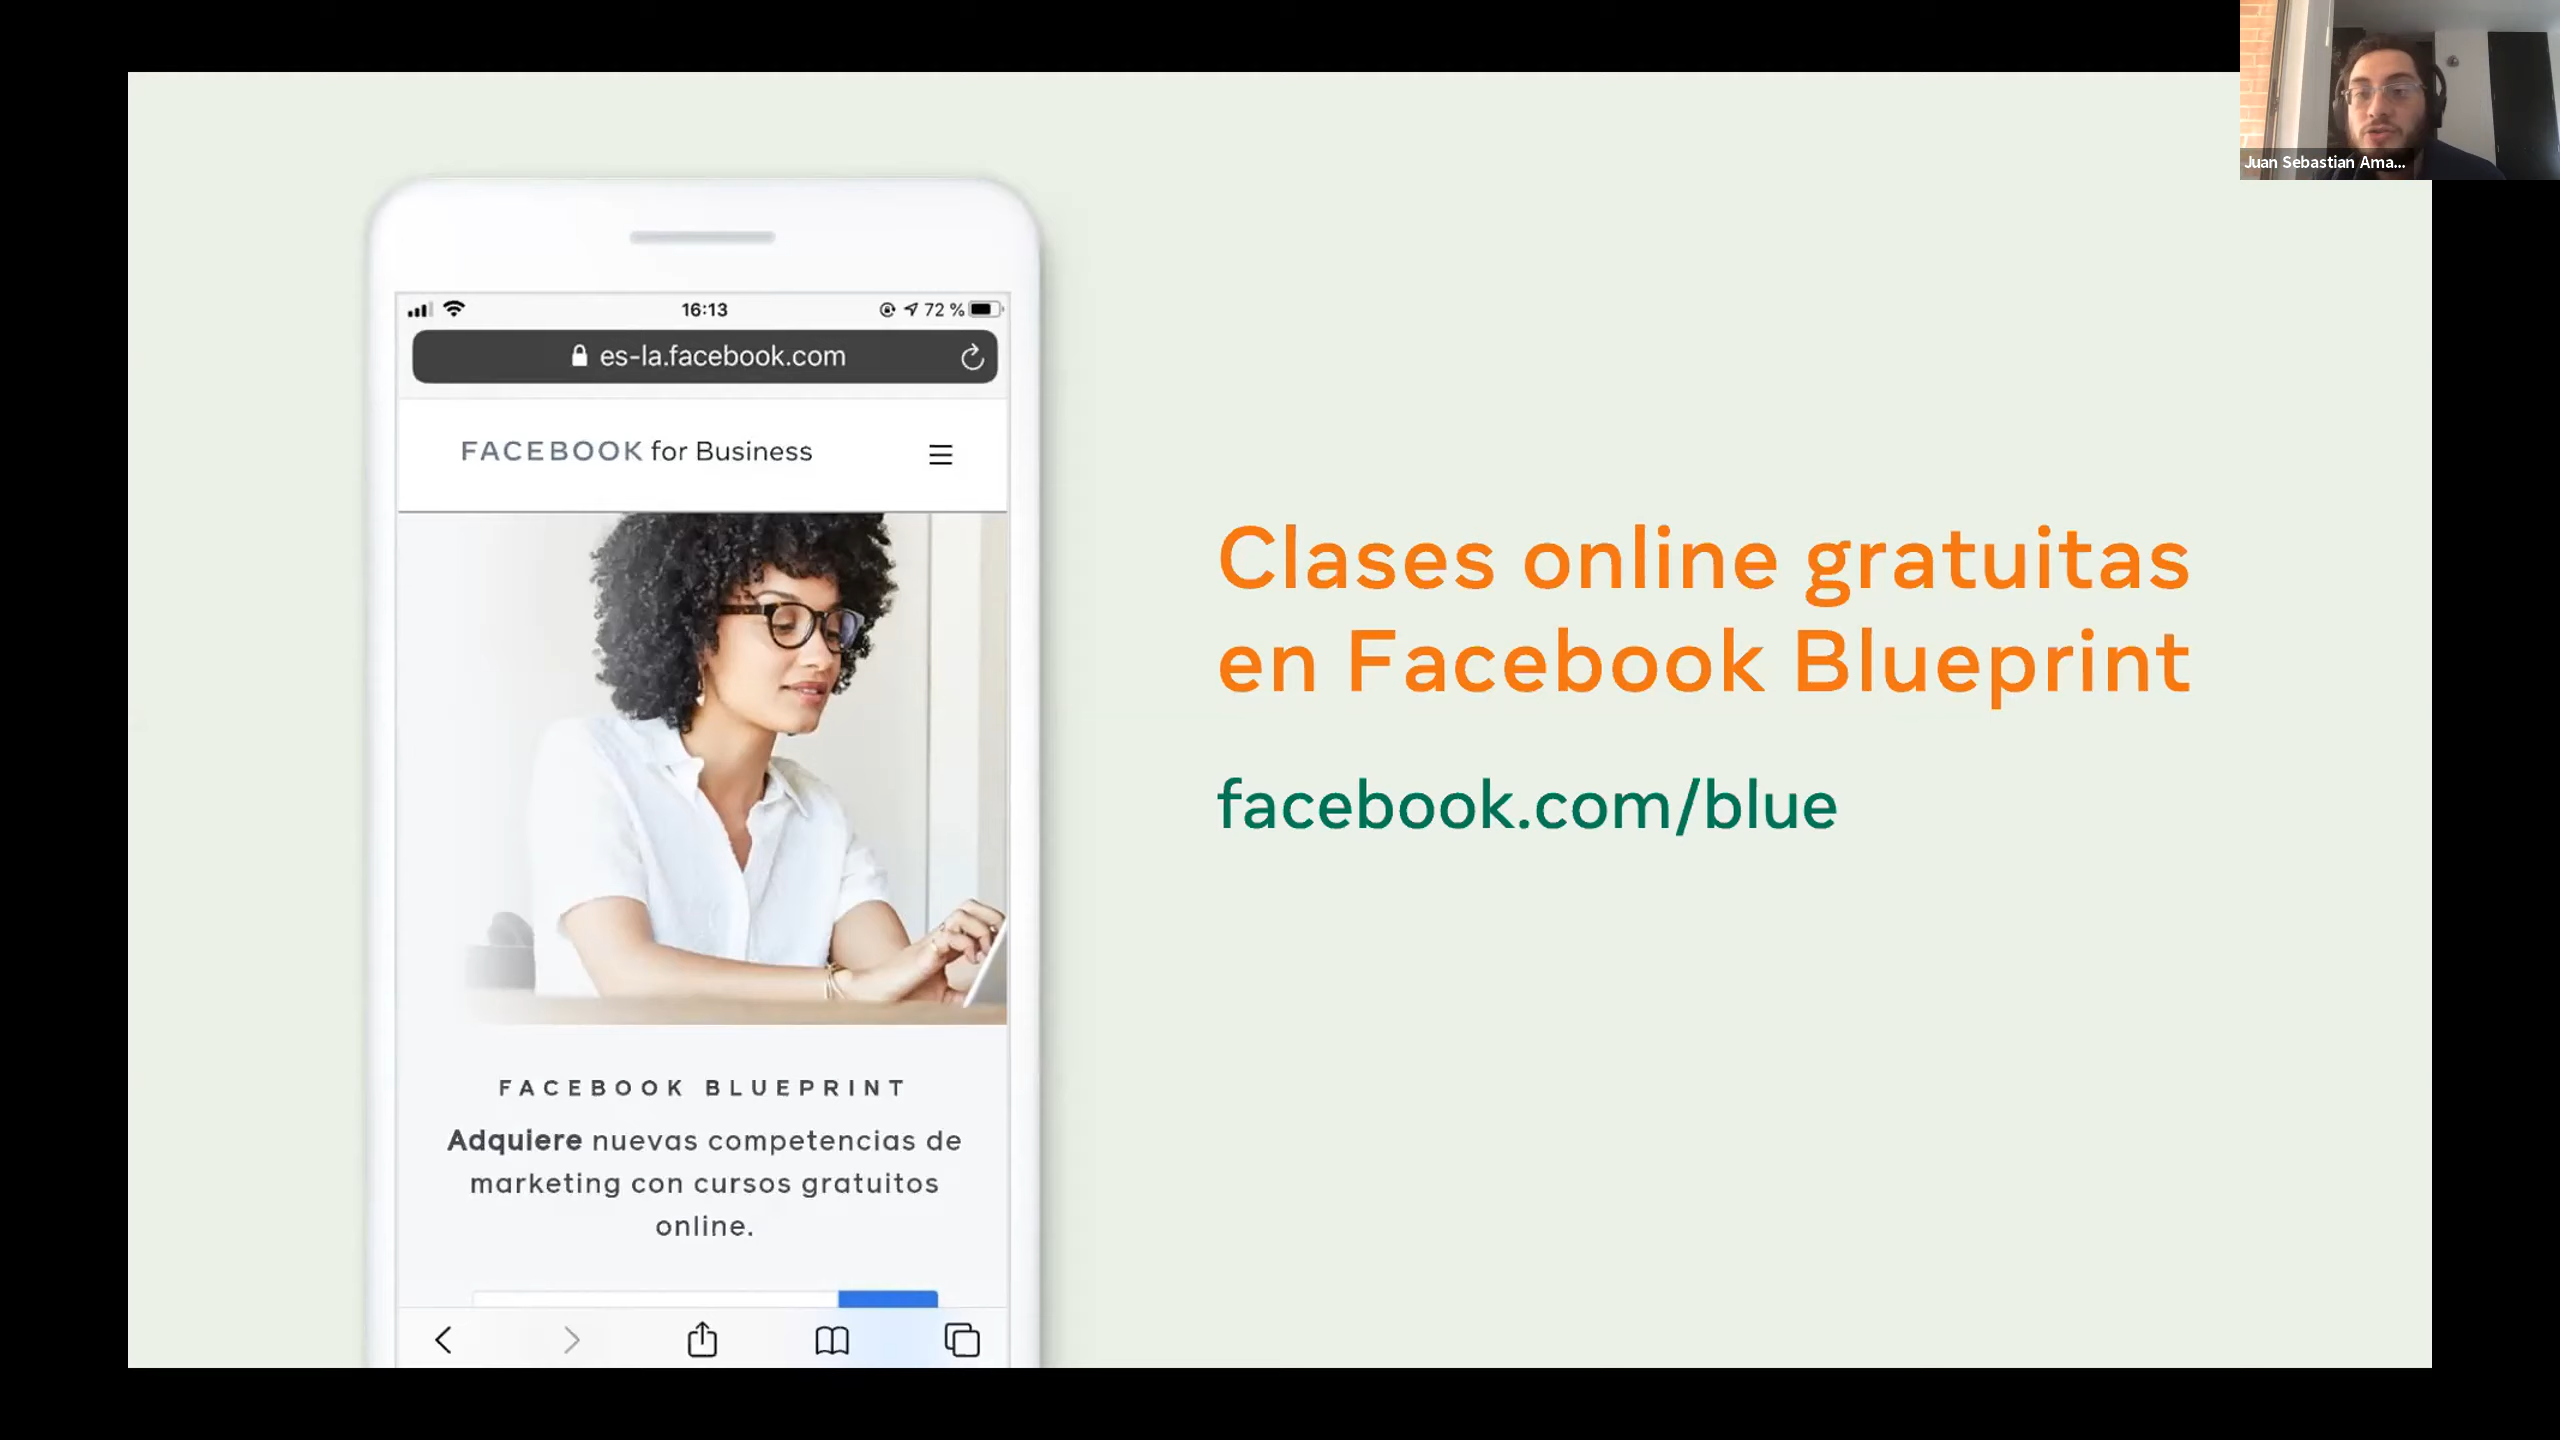 Juan Sebastian Ama...
16:13
72 %
es-la.facebook.com
FACEBOOK for Business
Clases online gratuitas
en Facebook Blueprint
facebook.com/blue
FACEBOOK BLUEPRINT
Adquiere nuevas competencias de
marketing con cursos gratuitos
online.